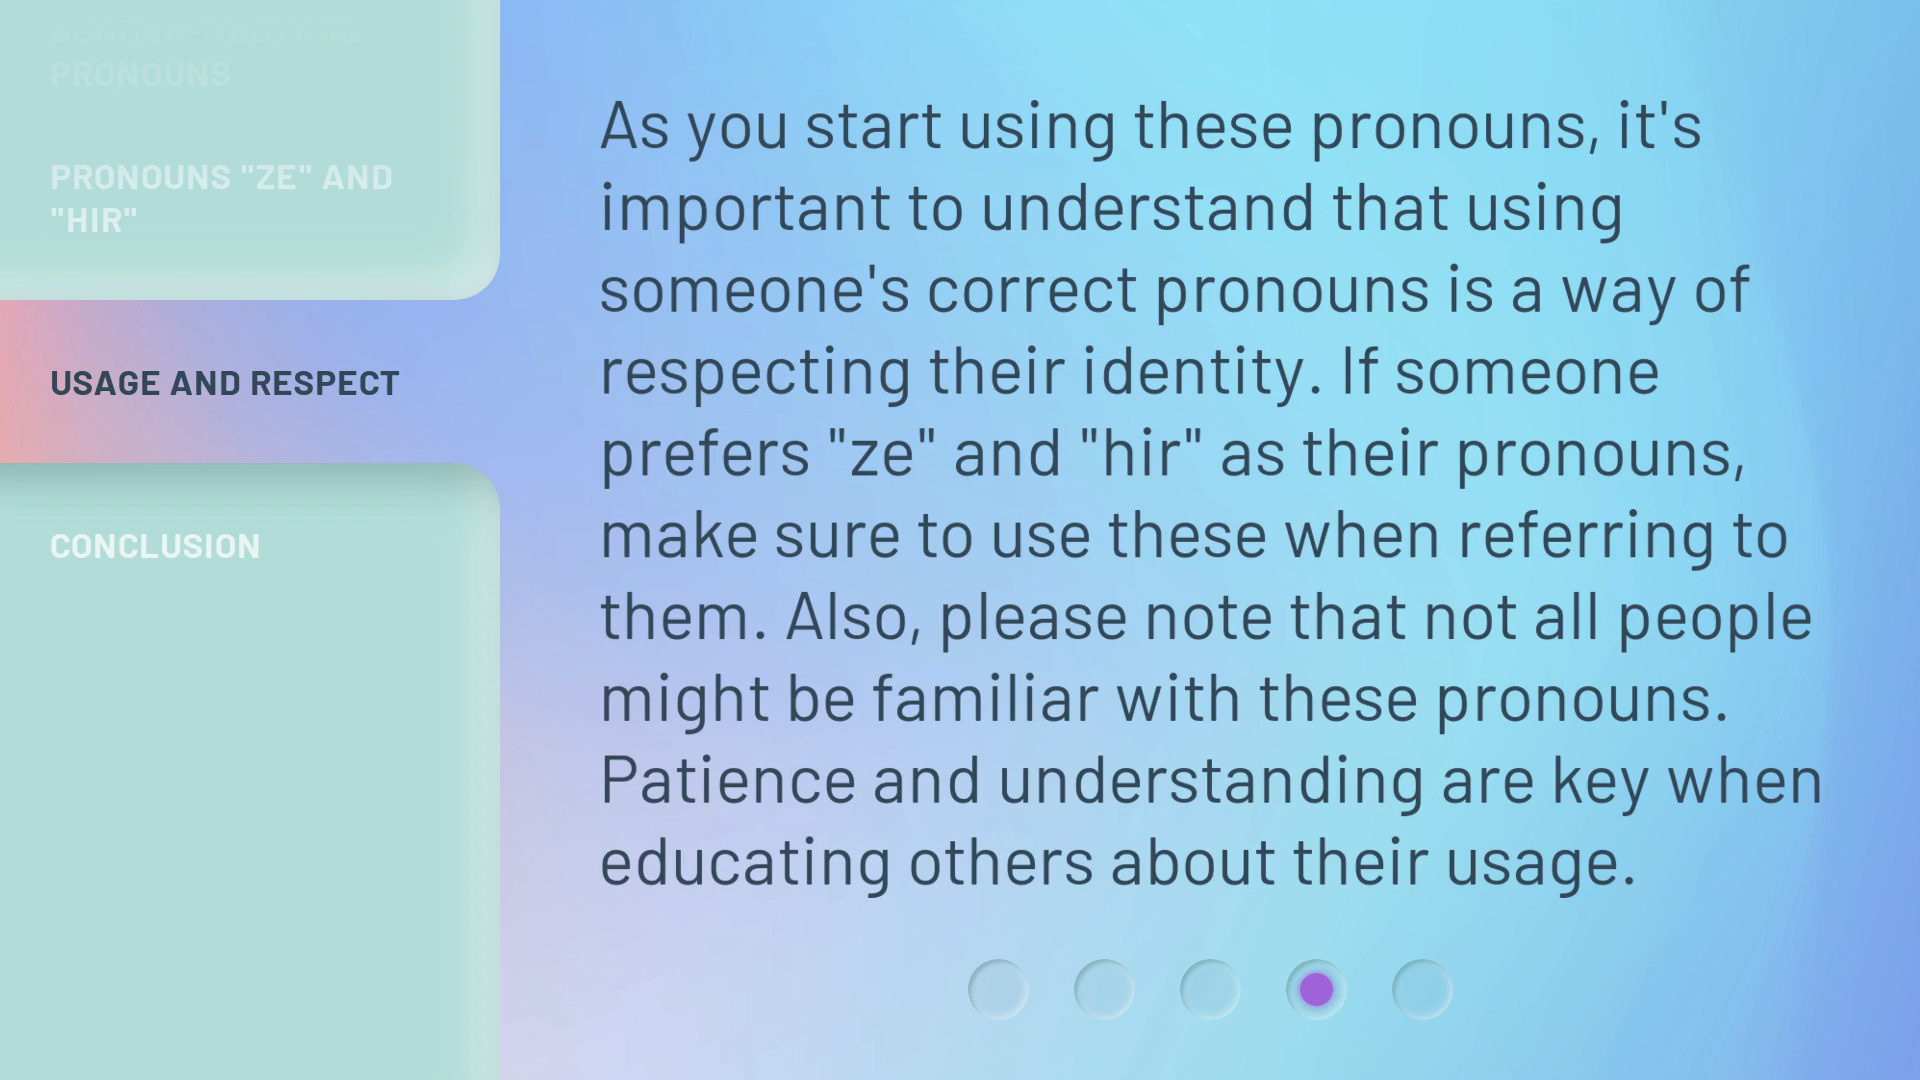 GENDER-NEUTRAL
PRONOUNS
PRONOUNS "ZE" AND
"HIR"
USAGE AND RESPECT
CONCLUSION
As you start using these pronouns, it's
important to understand that using
someone's correct pronouns is a way of
respecting their identity. If someone
prefers "ze" and "hir" as their pronouns,
make sure to use these when referring to
them. Also, please note that not all people
might be familiar with these pronouns.
Patience and understanding are key when
educating others about their usage.